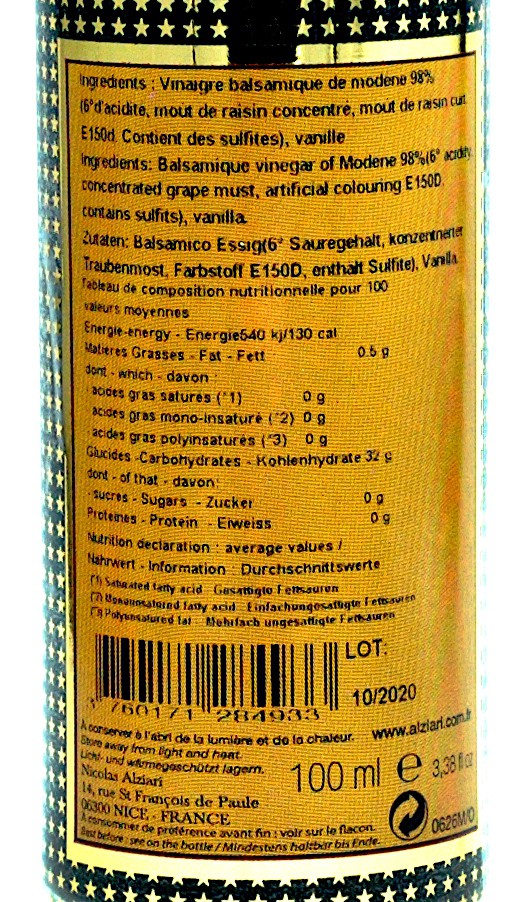 Ingredients : Vinaigre balsamique de modene 98%
(6°d'acidite, mout de raisin concentré, mout de raisin cuit
E150d. Contient des sulfites), vanille
Ingredients: Balsamique vinegar of Modene 98%(6° acidity
concentrated grape must, artificial colouring E150D,
contains sulfits), vanilla.
Zutaten: Balsamico Essig(6° Sauregehalt, konzentrierter
Traubenmost, Farbstoff E150D, enthalt Sulfite), Vanilla
Tableau de composition nutritionnelle pour 100
valeurs moyennes
Energie-energy - Energie540 kj/130 cal
Matieres Grasses - Fat - Fett 0.5 g
dont - which - davon :
acides gras saturés (*1) 0 g
acides gras mono-insaturé (*2) 0 g
acides gras polyinsaturés (*3) 0 g
Glucides -Carbohydrates - Kohlenhydrate 32 g
dont - of that - davon:
sucres - Sugars - Zucker 0 g
Proteines - Protein - Eiweiss 0 g
Nutrition declaration : average values /
Nahrwert - Information : Durchschnittswerte
(*1) Saturated fatty acid Gesattigte Fettsauren
(*2) Monounsatured fatty acid Einfachungesattigte Fettsauren
(*3) Polyunsatured fat Mehrfach ungesattigte Fettsauren
LOT:
10/2020
3 760171 284933
A conserver à l'abri de la lumière et de la chaleur. www.alziari.com.fr
Store away from light and heat.
Licht- und wärmegeschützt lagern.
Nicolas Alziari
14, rue St François de Paule
06300 NICE - FRANCE
100 ml e 3,38 fl oz
A consommer de préférence avant fin : voir sur le flacon.
Best before : see on the bottle / Mindestens haltbar bis Ende.
0626M/O